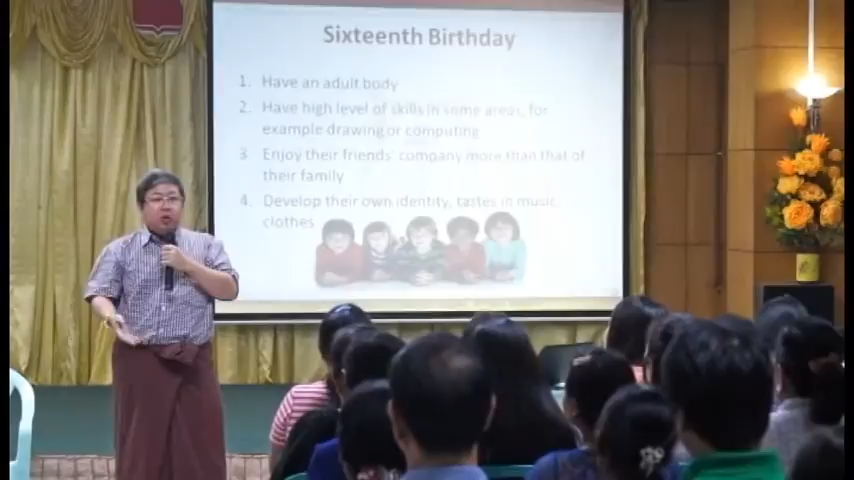 Sixteenth Birthday
1. Have an adult body
2. Have high level of skills in some areas, for
example drawing or computing
3. Enjoy their friends' company more than that of
their family
4. Develop their own identity, tastes in music,
clothes